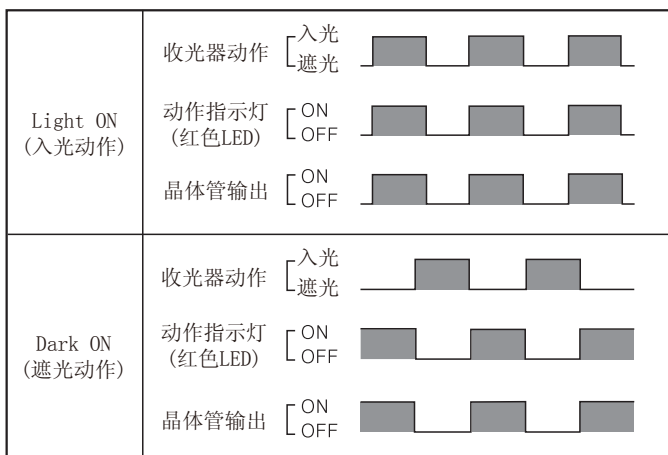 Light ON
(入光动作)
收光器动作
入光
遮光
动作指示灯
(红色LED)
ON
OFF
晶体管输出
ON
OFF
Dark ON
(遮光动作)
收光器动作
入光
遮光
动作指示灯
(红色LED)
ON
OFF
晶体管输出
ON
OFF